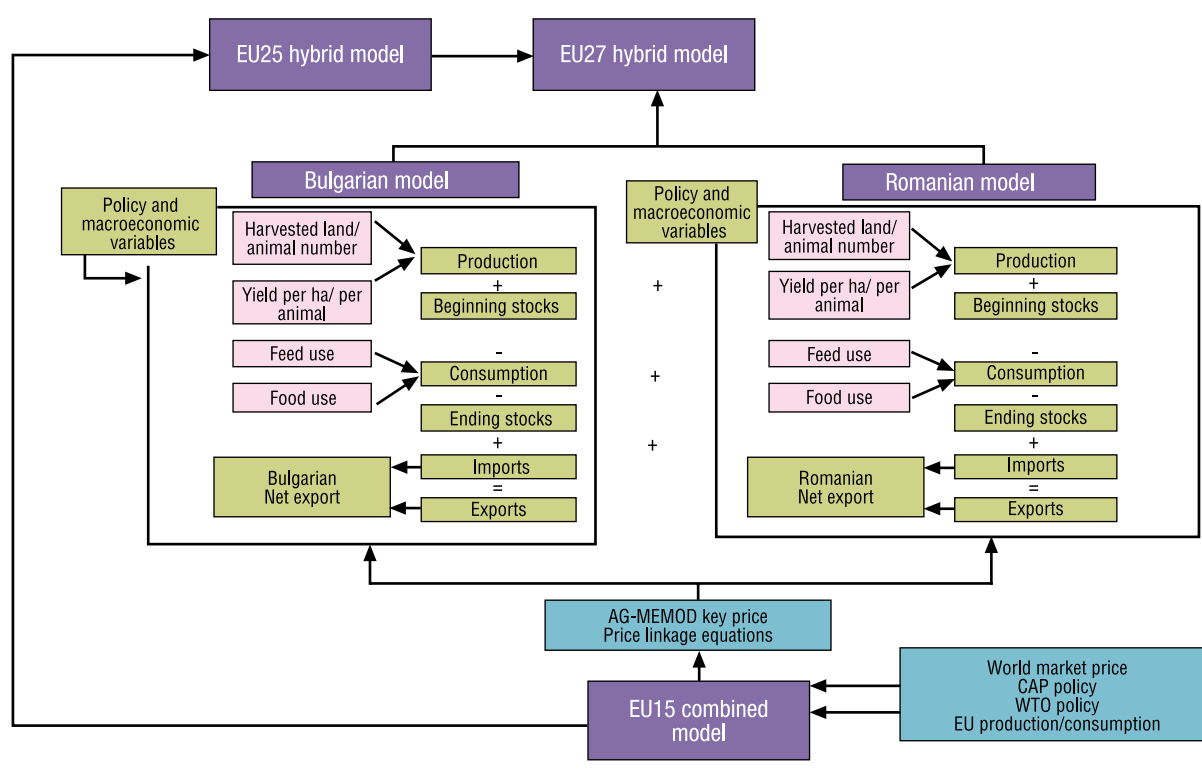 EU25 hybrid model
EU27 hybrid model
Bulgarian model
Romanian model
Policy and
macroeconomic
variables
Harvested land/
animal number
Yield per ha/ per
animal
Feed use
Food use
Production
+
Beginning stocks
-
Consumption
-
Ending stocks
+
Imports
=
Exports
Bulgarian
Net export
+
+
+
Policy and
macroeconomic
variables
Harvested land/
animal number
Yield per ha/ per
animal
Feed use
Food use
Production
+
Beginning stocks
-
Consumption
-
Ending stocks
+
Imports
=
Exports
Romanian
Net export
AG-MEMOD key price
Price linkage equations
EU15 combined
model
World market price
CAP policy
WTO policy
EU production/consumption